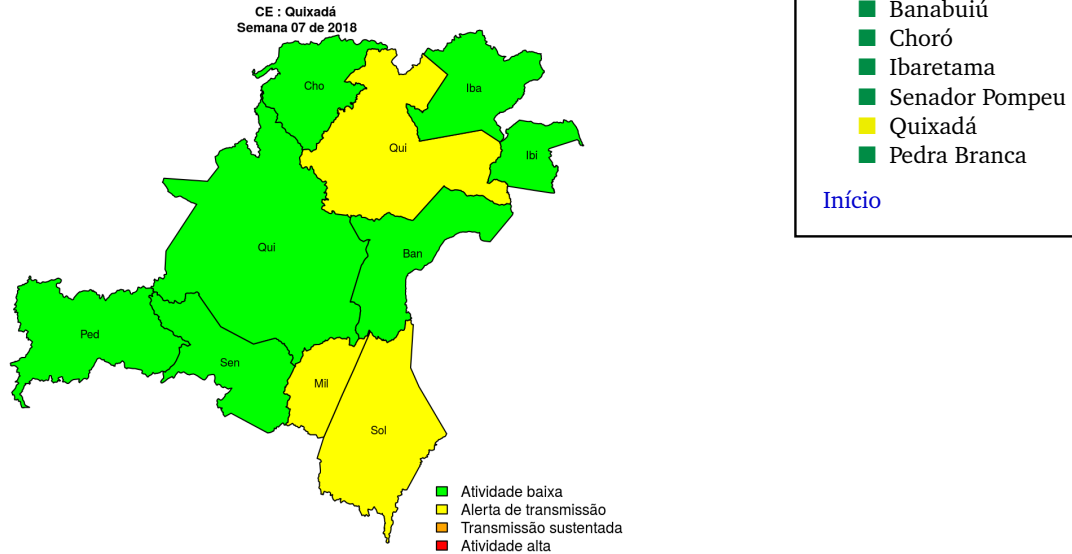 CE : Quixadá
Semana 07 de 2018
Cho
Iba
Qui
Ibi
Qui
Ban
Ped
Sen
Mil
Sol
Atividade baixa
Alerta de transmissão
Transmissão sustentada
Atividade alta
Banabuiú
Choró
Ibaretama
Senador Pompeu
Quixadá
Pedra Branca
Início